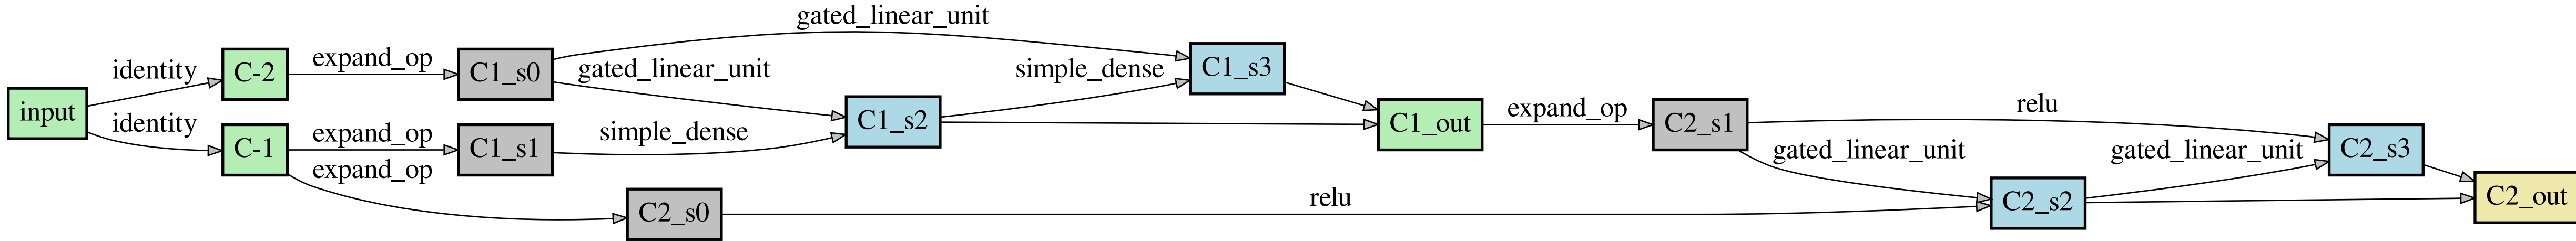 input
identity
identity
C-2
C-1
expand_op
expand_op
expand_op
C1_s0
C1_s1
C2_s0
gated_linear_unit
gated_linear_unit
simple_dense
C1_s2
simple_dense
C1_s3
C1_out
expand_op
relu
C2_s1
relu
gated_linear_unit
C2_s2
gated_linear_unit
C2_s3
C2_out